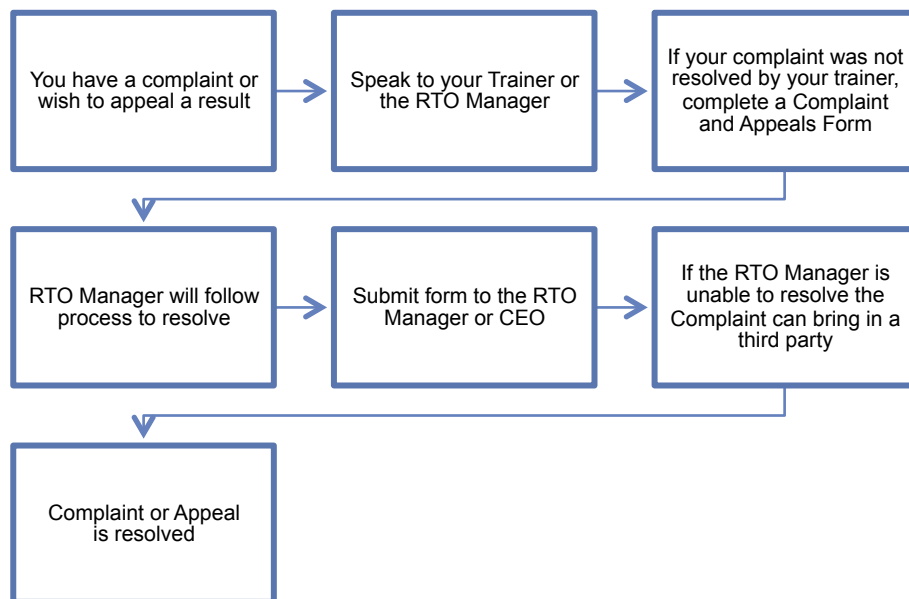 You have a complaint or
wish to appeal a result
Speak to your Trainer or
the RTO Manager
If your complaint was not
resolved by your trainer,
complete a Complaint
and Appeals Form
RTO Manager will follow
process to resolve
Submit form to the RTO
Manager or CEO
If the RTO Manager is
unable to resolve the
Complaint can bring in a
third party
Complaint or Appeal
is resolved